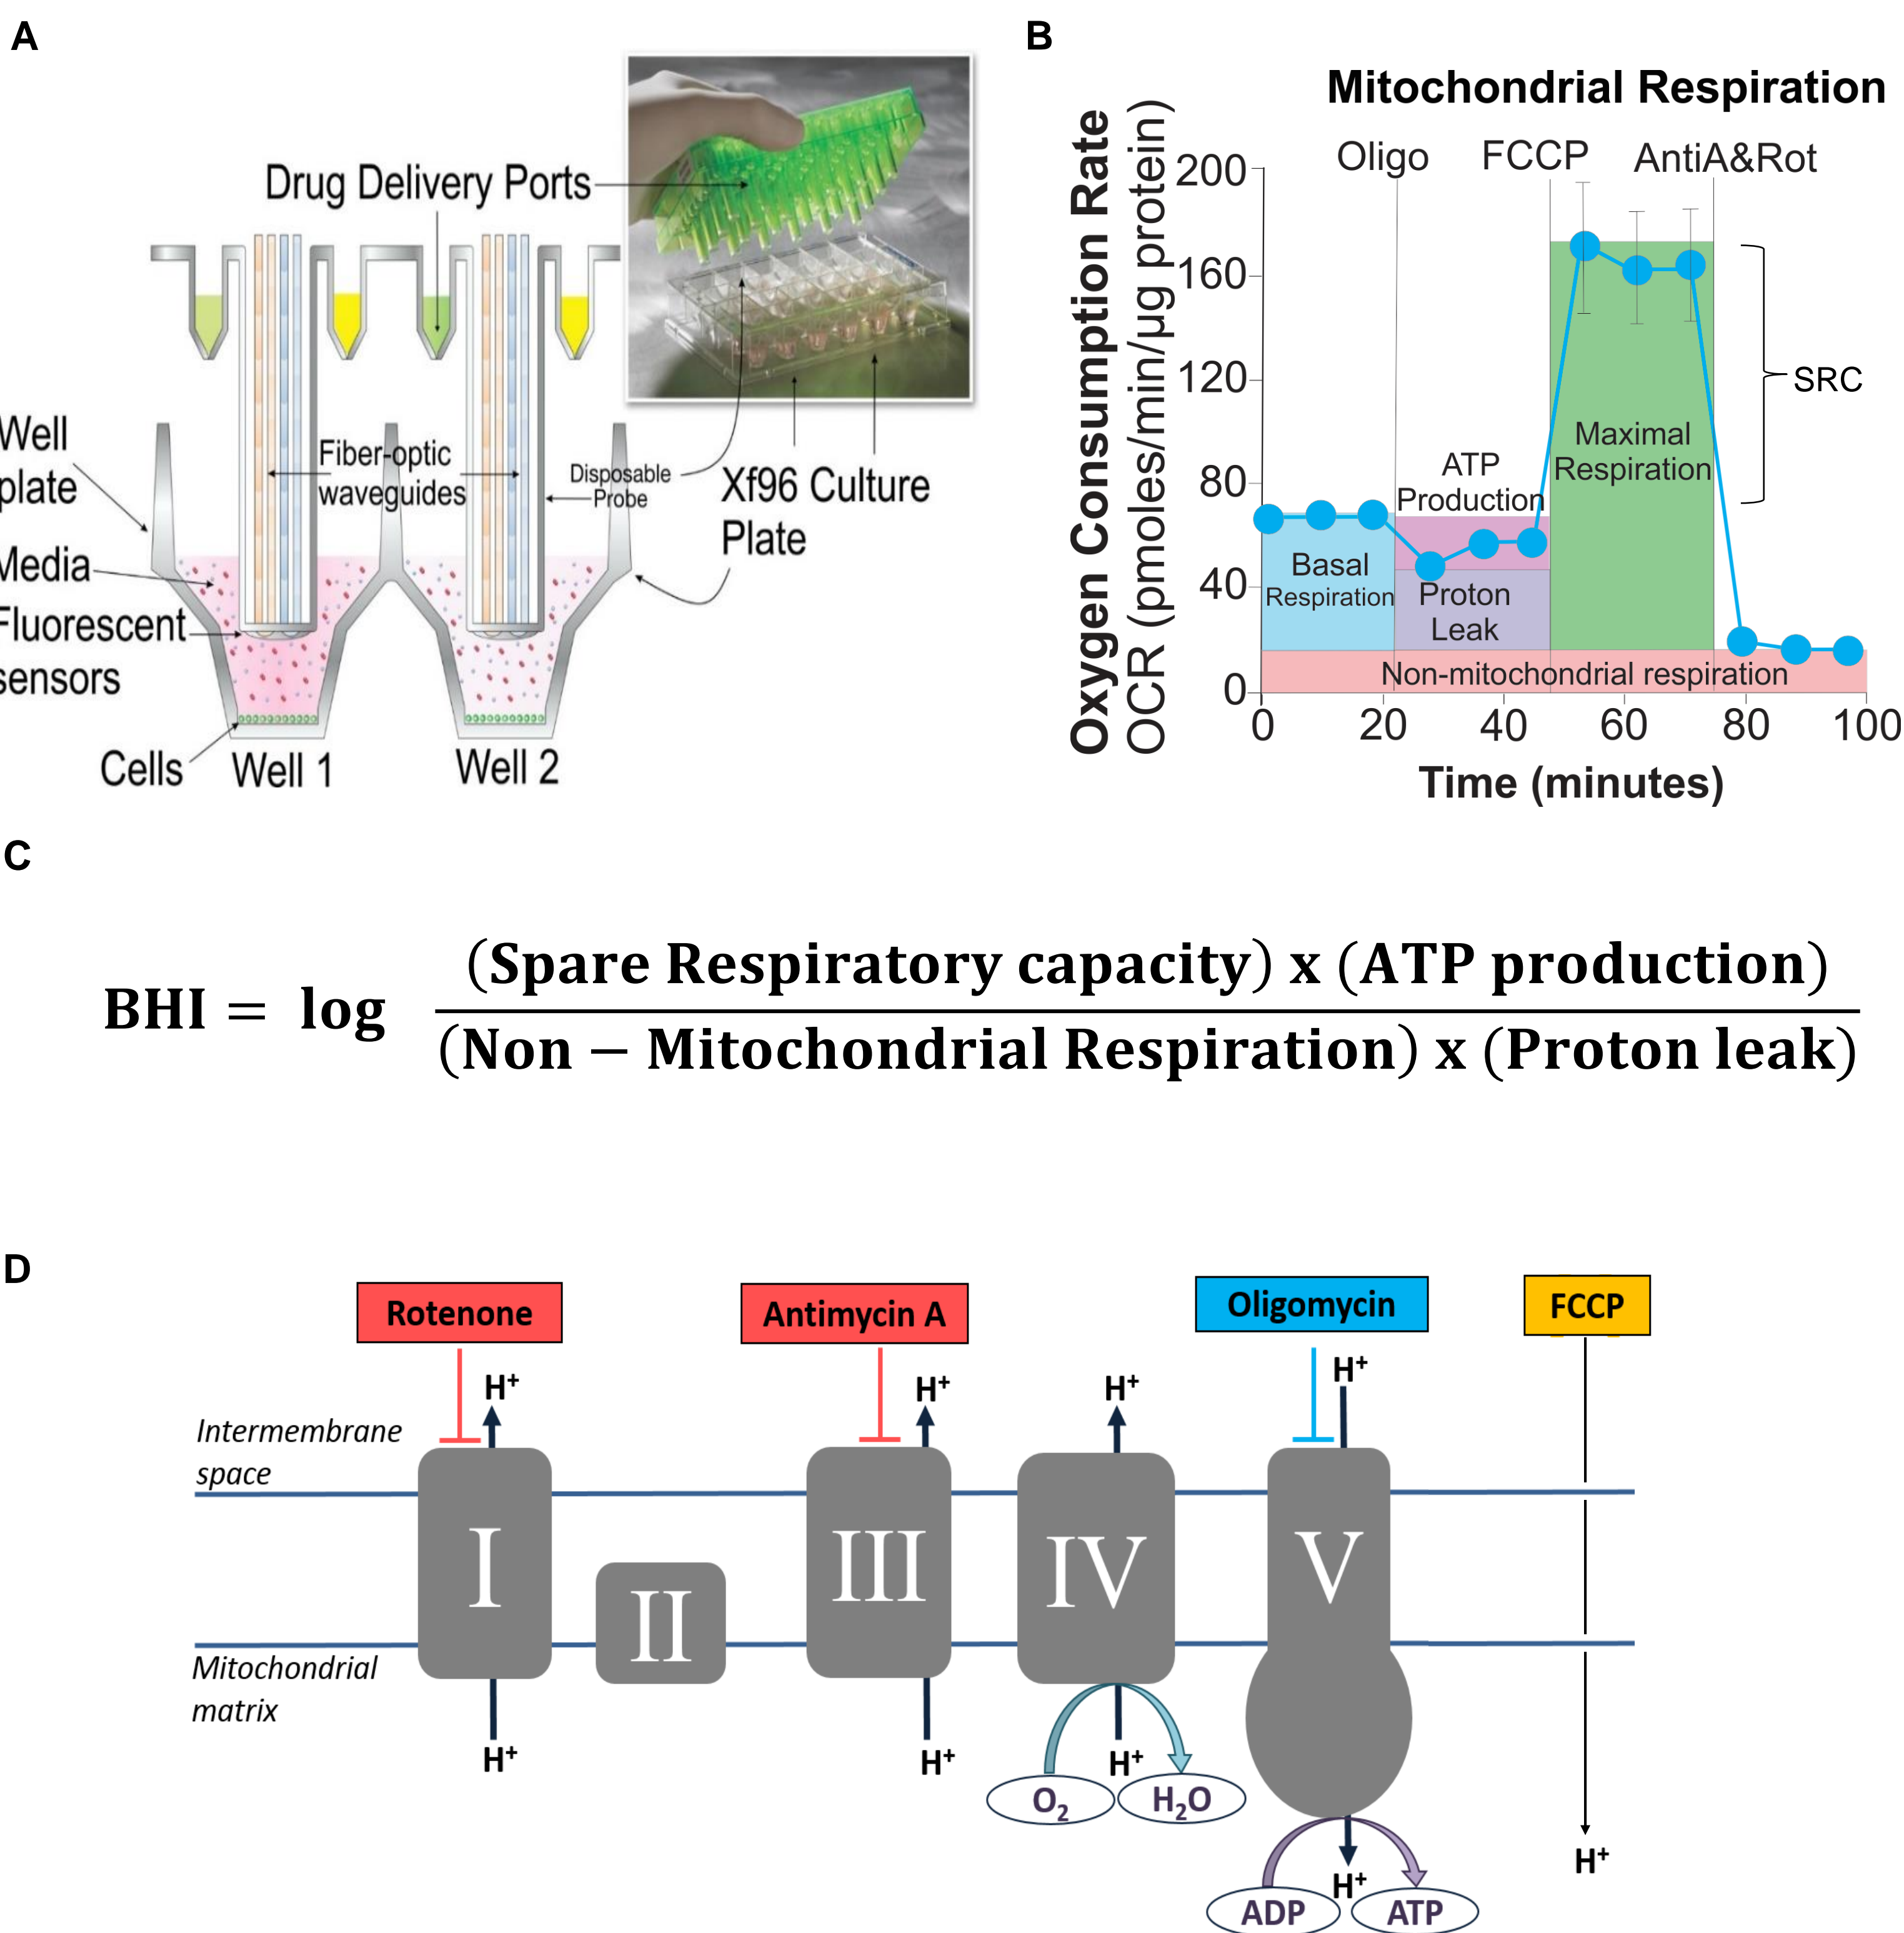 A
Drug Delivery Ports
Well
plate
Fiber-optic
waveguides
Disposable
Probe
Xf96 Culture
Plate
Media
Fluorescent
sensors
Cells
Well 1
Well 2
B
Mitochondrial Respiration
Oligo
FCCP
AntiA&Rot
Oxygen Consumption Rate
OCR (pmoles/min/µg protein)
200
160
120
80
40
0
SRC
Maximal
Respiration
ATP
Production
Basal
Respiration
Proton
Leak
Non-mitochondrial respiration
0 20 40 60 80 100
Time (minutes)
C
BHI = log
(Spare Respiratory capacity) x (ATP production)
(Non − Mitochondrial Respiration) x (Proton leak)
D
Rotenone
Antimycin A
Oligomycin
FCCP
H⁺
H⁺
H⁺
H⁺
Intermembrane
space
I
II
III
IV
V
Mitochondrial
matrix
H⁺
H⁺
H⁺
O₂
H₂O
H⁺
H⁺
ADP
ATP